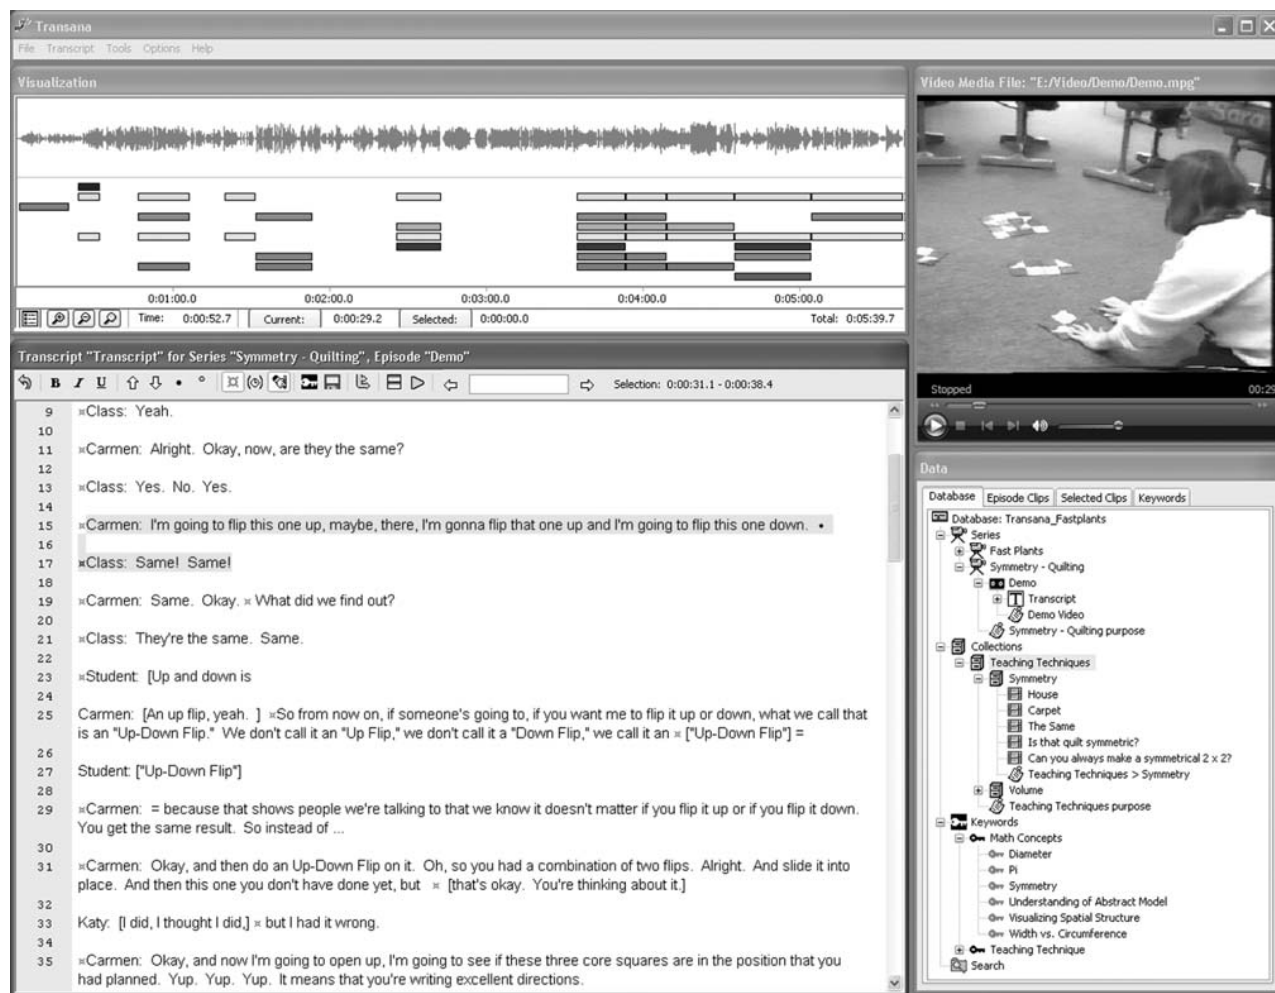 Transana
File Transcript Tools Options Help
Visualization
0:01:00.0 0:02:00.0 0:03:00.0 0:04:00.0 0:05:00.0
Time: 0:00:52.7 Current: 0:00:29.2 Selected: 0:00:00.0 Total: 0:05:39.7
Video Media File: "E:/Video/Demo/Demo.mpg"
Sara
Stopped 00:29
Transcript "Transcript" for Series "Symmetry - Quilting", Episode "Demo"
B I U Selection: 0:00:31.1 - 0:00:38.4
9 ¤Class: Yeah.
10
11 ¤Carmen: Alright. Okay, now, are they the same?
12
13 ¤Class: Yes. No. Yes.
14
15 ¤Carmen: I'm going to flip this one up, maybe, there, I'm gonna flip that one up and I'm going to flip this one down. •
16
17 ¤Class: Same! Same!
18
19 ¤Carmen: Same. Okay. ¤ What did we find out?
20
21 ¤Class: They're the same. Same.
22
23 ¤Student: [Up and down is
24
25 Carmen: [An up flip, yeah. ] ¤So from now on, if someone's going to, if you want me to flip it up or down, what we call that
is an "Up-Down Flip." We don't call it an "Up Flip," we don't call it a "Down Flip," we call it an ¤ ["Up-Down Flip"] =
26
27 Student: ["Up-Down Flip"]
28
29 ¤Carmen: = because that shows people we're talking to that we know it doesn't matter if you flip it up or if you flip it down.
You get the same result. So instead of ...
30
31 ¤Carmen: Okay, and then do an Up-Down Flip on it. Oh, so you had a combination of two flips. Alright. And slide it into
place. And then this one you don't have done yet, but ¤ [that's okay. You're thinking about it.]
32
33 Katy: [I did, I thought I did,] ¤ but I had it wrong.
34
35 ¤Carmen: Okay, and now I'm going to open up, I'm going to see if these three core squares are in the position that you
had planned. Yup. Yup. Yup. It means that you're writing excellent directions.
Data
Database Episode Clips Selected Clips Keywords
Database: Transana_Fastplants
Series
Fast Plants
Symmetry - Quilting
Demo
Transcript
Demo Video
Symmetry - Quilting purpose
Collections
Teaching Techniques
Symmetry
House
Carpet
The Same
Is that quilt symmetric?
Can you always make a symmetrical 2 x 2?
Teaching Techniques > Symmetry
Volume
Teaching Techniques purpose
Keywords
Math Concepts
Diameter
Pi
Symmetry
Understanding of Abstract Model
Visualizing Spatial Structure
Width vs. Circumference
Teaching Technique
Search